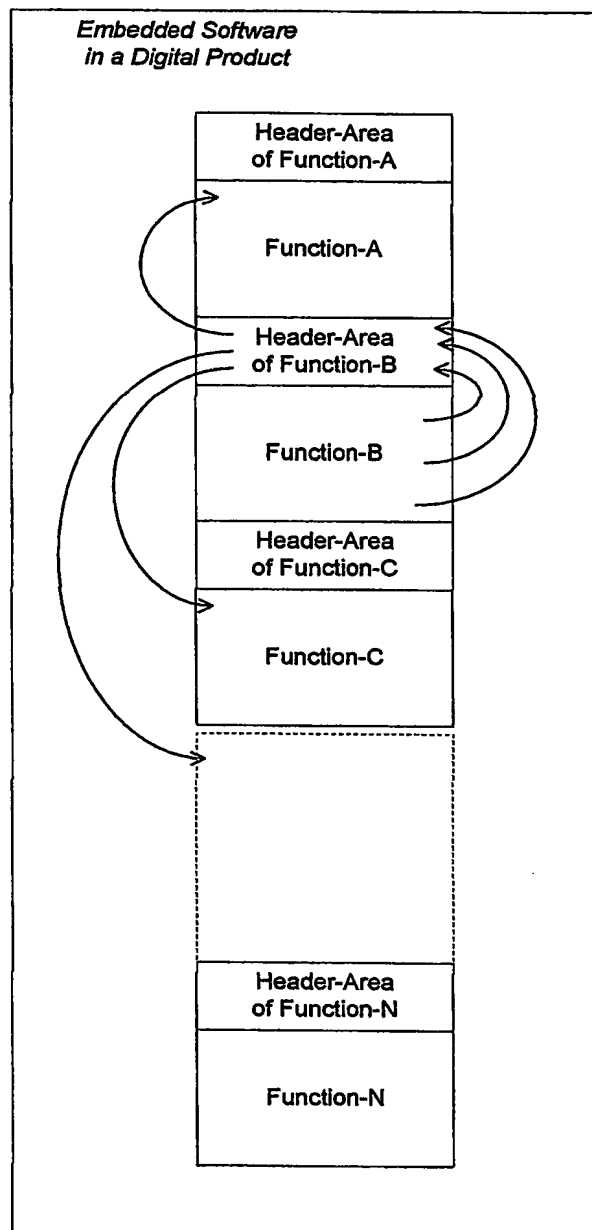 Embedded Software
in a Digital Product
Header-Area
of Function-A
Function-A
Header-Area
of Function-B
Function-B
Header-Area
of Function-C
Function-C
Header-Area
of Function-N
Function-N